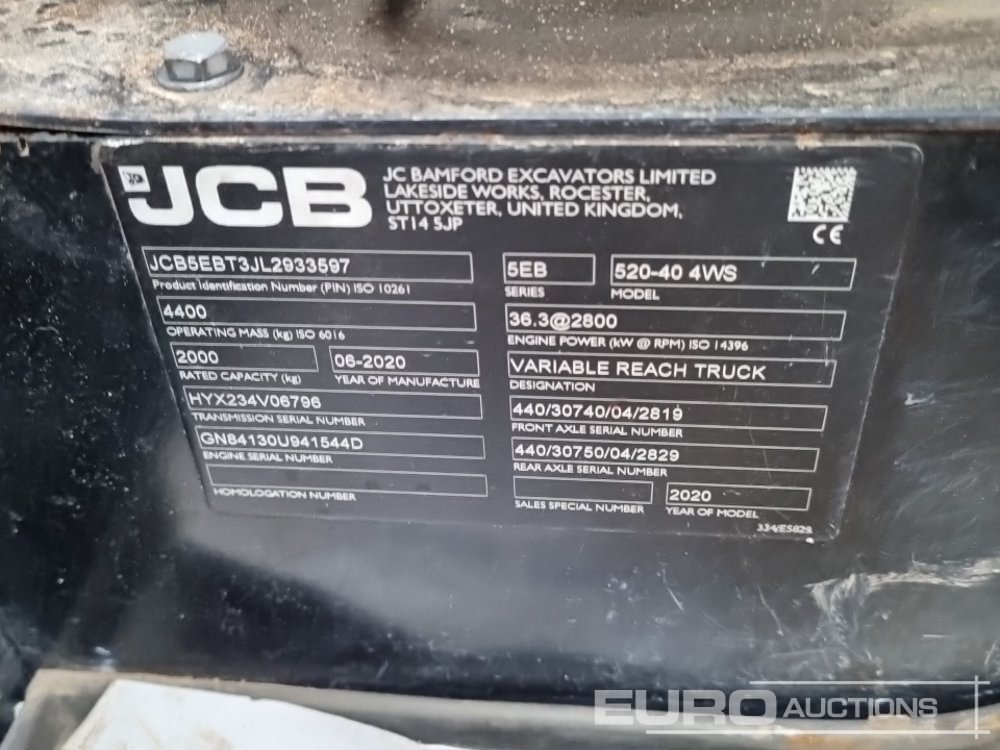 JCB
JC BAMFORD EXCAVATORS LIMITED
LAKESIDE WORKS, ROCESTER,
UTTOXETER, UNITED KINGDOM,
ST14 5JP
CE
JCB5EBT3JL2933597
Product Identification Number (PIN) ISO 10261
4400
OPERATING MASS (kg) ISO 6016
2000
RATED CAPACITY (kg)
06-2020
YEAR OF MANUFACTURE
HYX234V06796
TRANSMISSION SERIAL NUMBER
GN84130U941544D
ENGINE SERIAL NUMBER
HOMOLOGATION NUMBER
5EB
SERIES
520-40 4WS
MODEL
36.3@2800
ENGINE POWER (kW @ RPM) ISO 14396
VARIABLE REACH TRUCK
DESIGNATION
440/30740/04/2819
FRONT AXLE SERIAL NUMBER
440/30750/04/2829
REAR AXLE SERIAL NUMBER
SALES SPECIAL NUMBER
2020
YEAR OF MODEL
334/E5829
EURO AUCTIONS